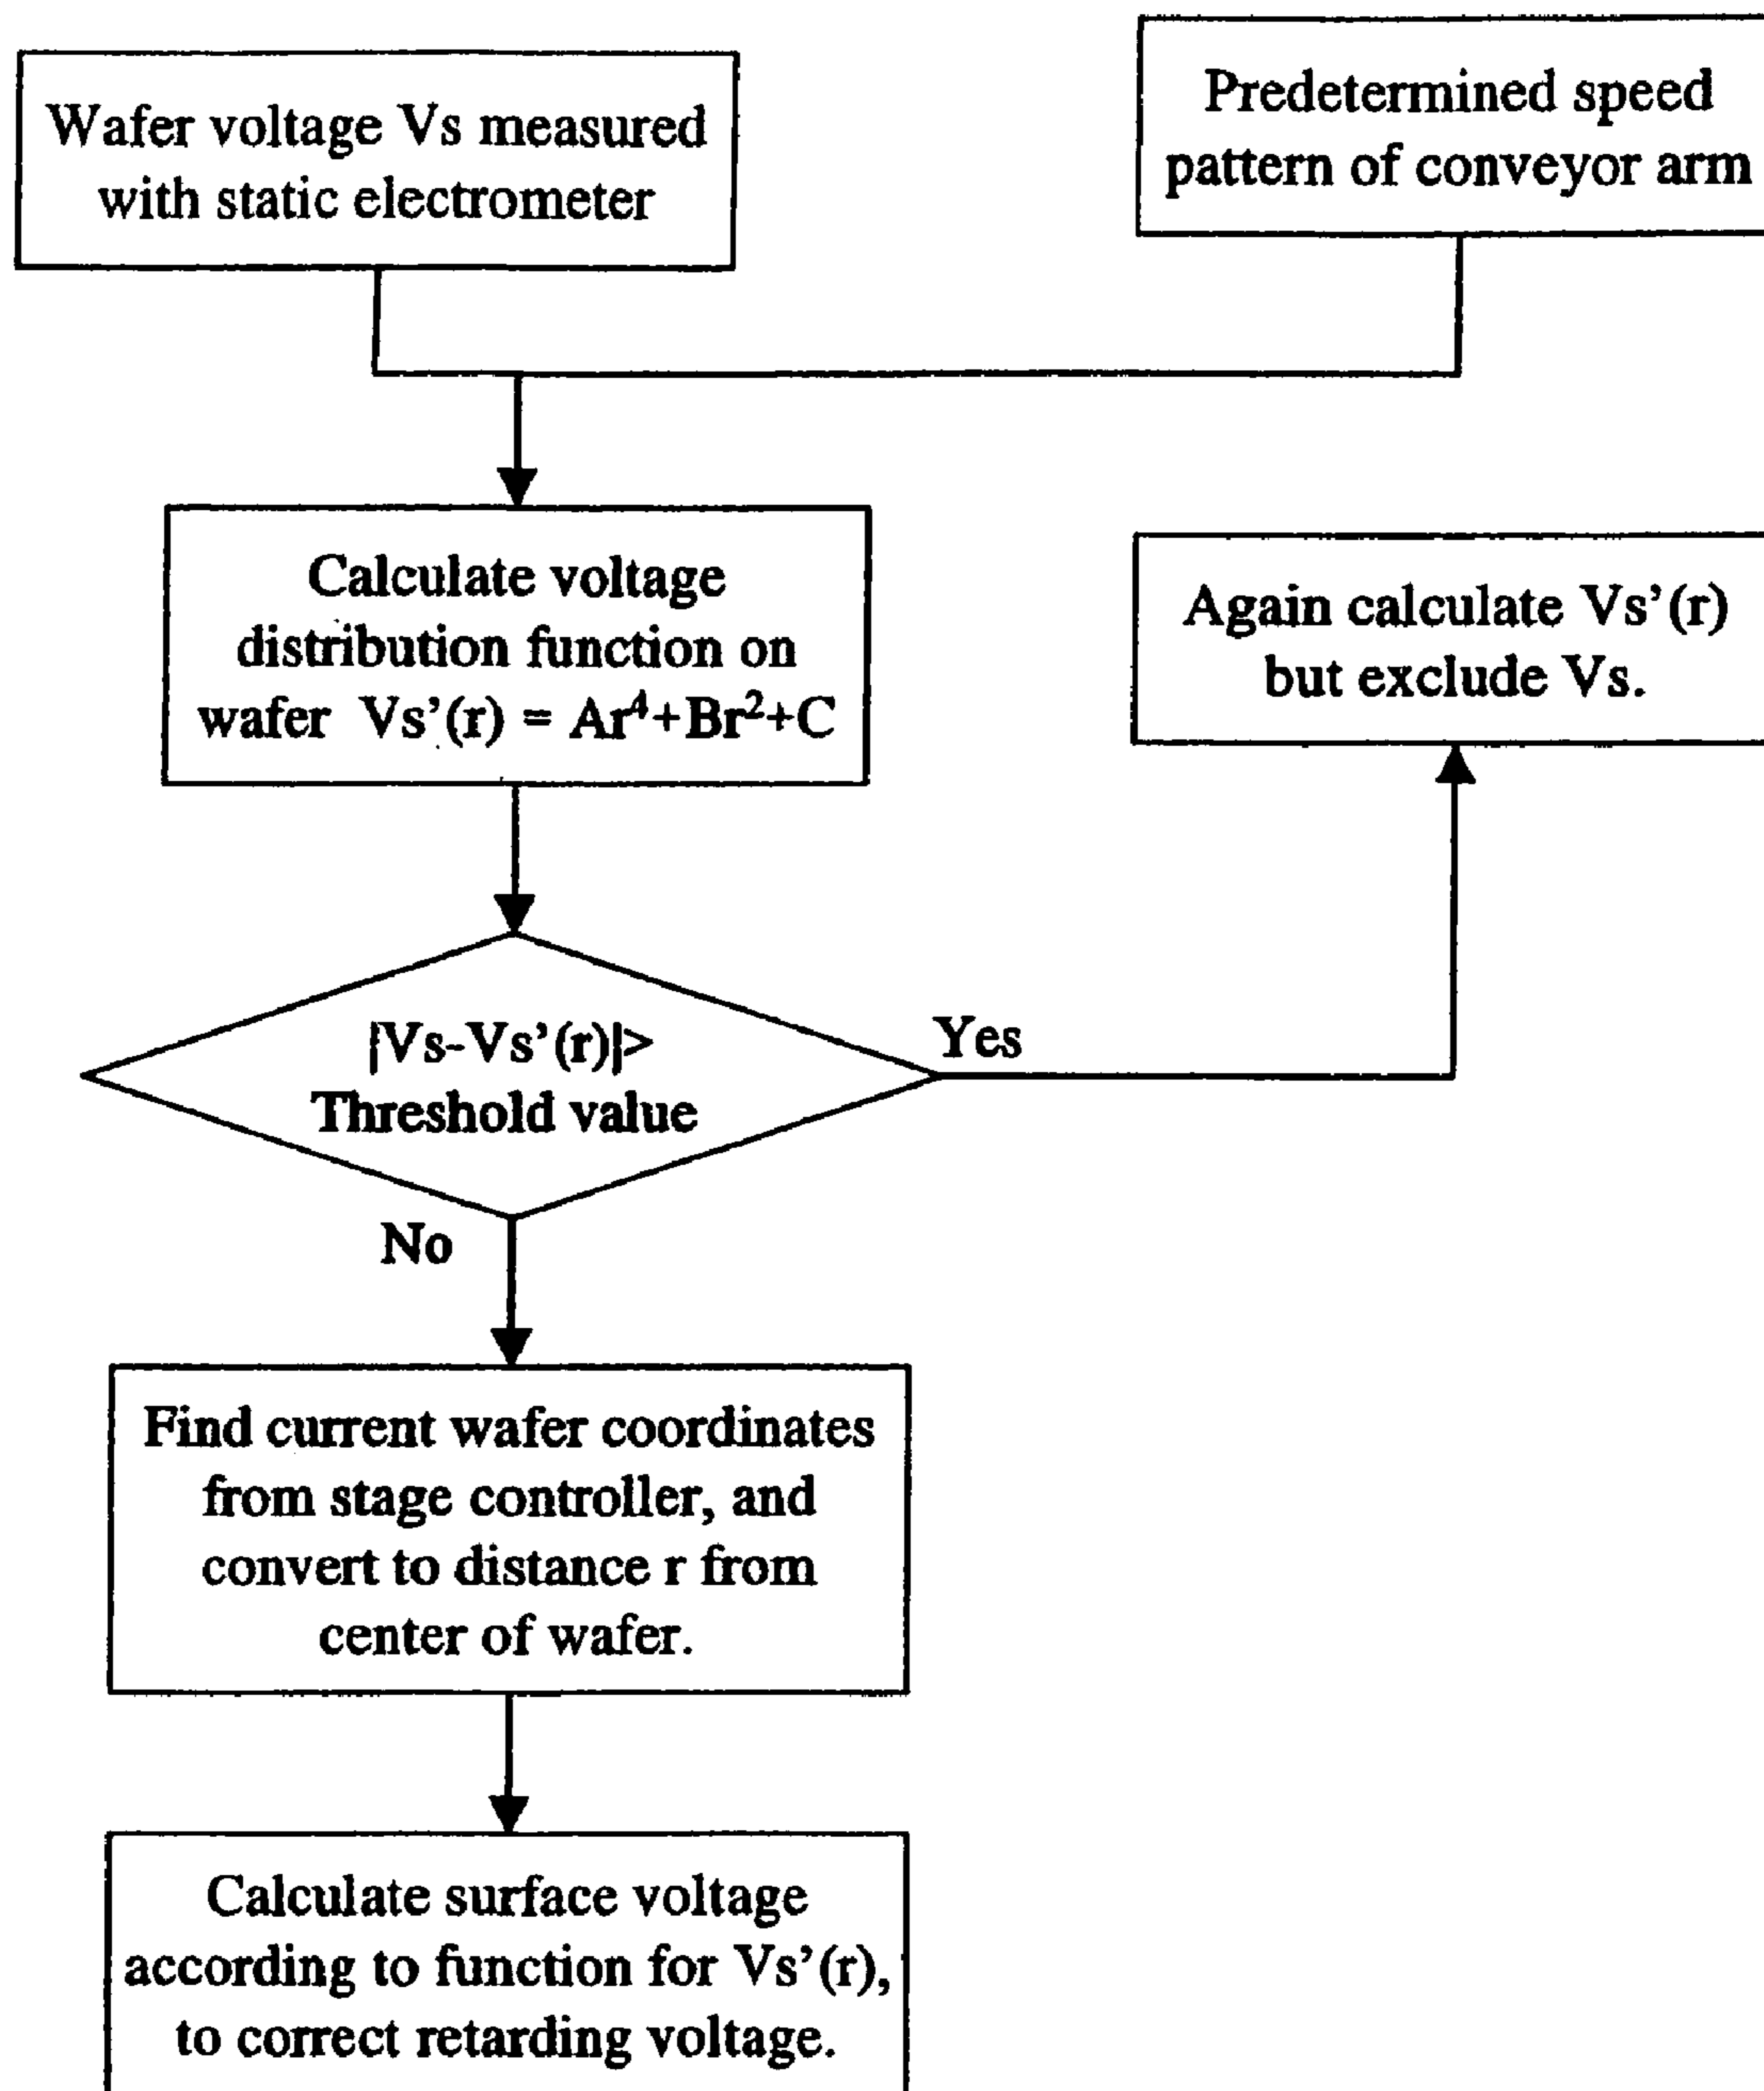 Wafer voltage Vs measured
with static electrometer
Predetermined speed
pattern of conveyor arm
Calculate voltage
distribution function on
wafer Vs’(r) = Ar⁴+Br²+C
Again calculate Vs’(r)
but exclude Vs.
|Vs-Vs’(r)|>
Threshold value
Yes
No
Find current wafer coordinates
from stage controller, and
convert to distance r from
center of wafer.
Calculate surface voltage
according to function for Vs’(r),
to correct retarding voltage.